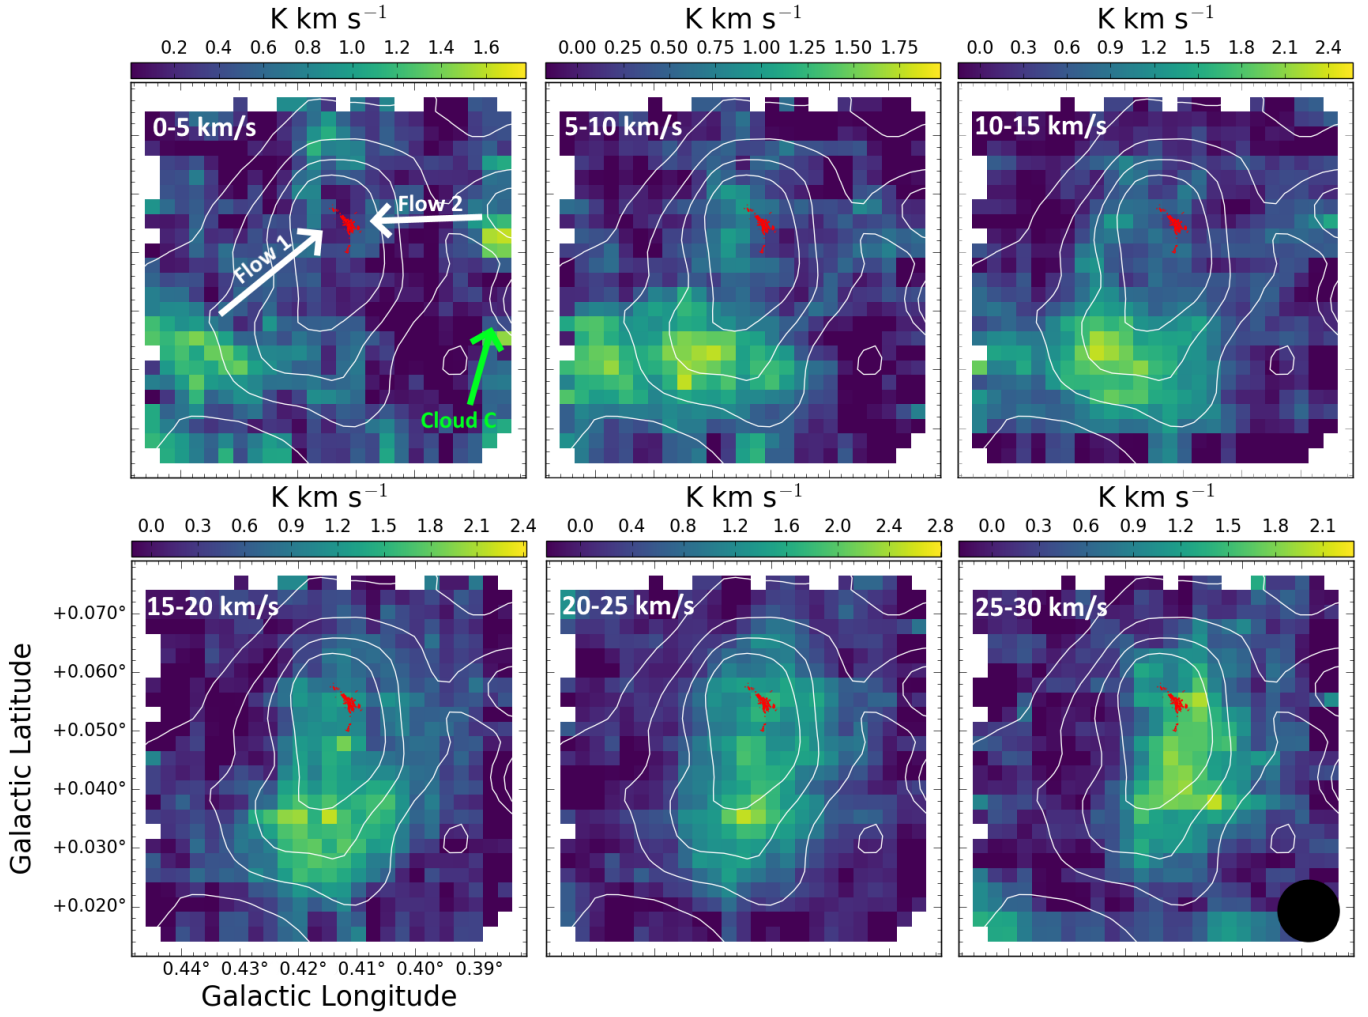 K km s⁻¹
K km s⁻¹
K km s⁻¹
0.2 0.4 0.6 0.8 1.0 1.2 1.4 1.6
0.00 0.25 0.50 0.75 1.00 1.25 1.50 1.75
0.0 0.3 0.6 0.9 1.2 1.5 1.8 2.1 2.4
0-5 km/s
5-10 km/s
10-15 km/s
Flow 1
Flow 2
Cloud C
K km s⁻¹
K km s⁻¹
K km s⁻¹
0.0 0.3 0.6 0.9 1.2 1.5 1.8 2.1 2.4
0.0 0.4 0.8 1.2 1.6 2.0 2.4 2.8
0.0 0.3 0.6 0.9 1.2 1.5 1.8 2.1
15-20 km/s
20-25 km/s
25-30 km/s
Galactic Latitude
+0.070°
+0.060°
+0.050°
+0.040°
+0.030°
+0.020°
0.44° 0.43° 0.42° 0.41° 0.40° 0.39°
Galactic Longitude